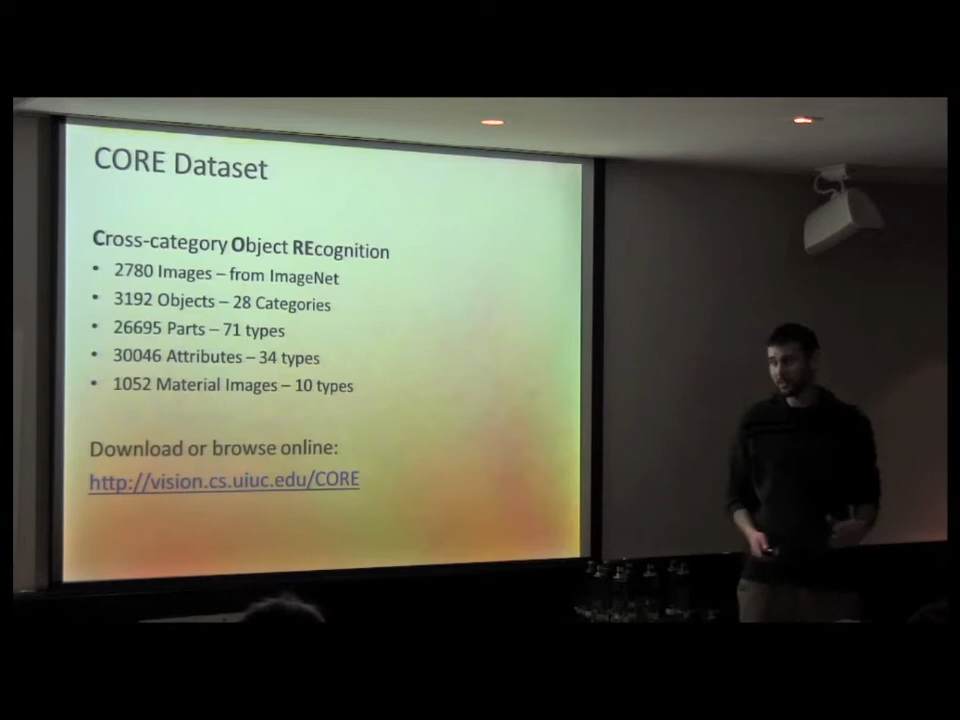 CORE Dataset
Cross-category Object REcognition
• 2780 Images – from ImageNet
• 3192 Objects – 28 Categories
• 26695 Parts – 71 types
• 30046 Attributes – 34 types
• 1052 Material Images – 10 types
Download or browse online:
http://vision.cs.uiuc.edu/CORE